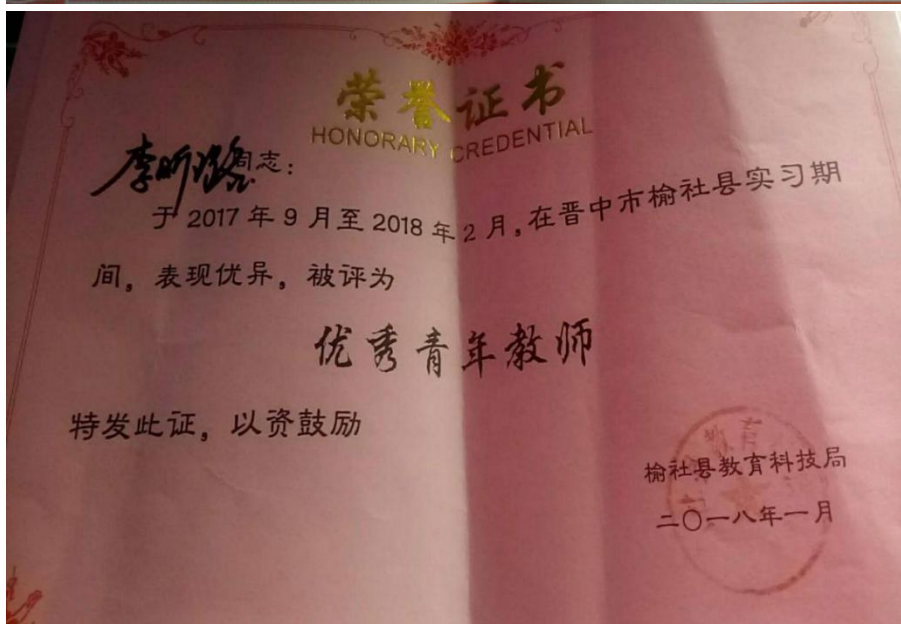 荣誉证书
HONORARY CREDENTIAL
李昕璐同志：
于 2017 年 9 月至 2018 年 2 月，在晋中市榆社县实习期
间，表现优异，被评为
优秀青年教师
特发此证，以资鼓励
榆社县教育科技局
二〇一八年一月